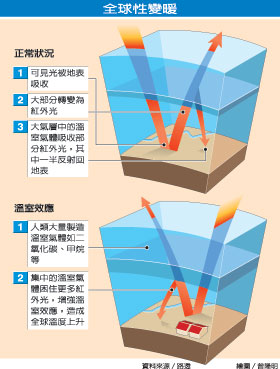 全球性變暖
正常狀況
1 可見光被地表
吸收
2 大部分轉變為
紅外光
3 大氣層中的溫
室氣體吸收部
分紅外光，其
中一半反射回
地表
溫室效應
1 人類大量製造
溫室氣體如二
氧化碳、甲烷
等
2 集中的溫室氣
體困住更多紅
外光，增強溫
室效應，造成
全球溫度上升
資料來源／路透
繪圖／曾隆明